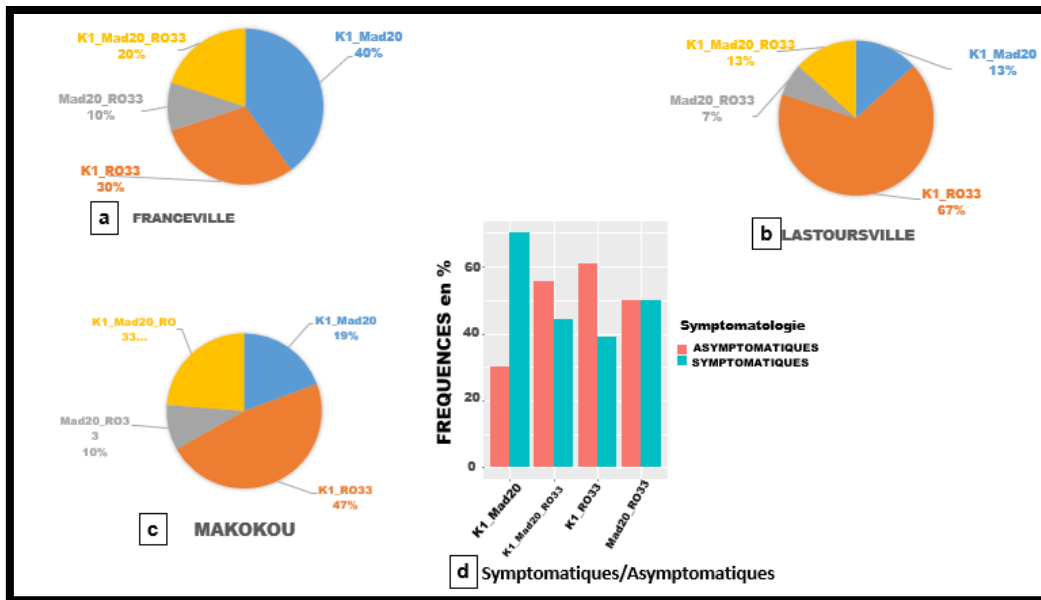 K1_Mad20_RO33
20%
K1_Mad20
40%
Mad20_RO33
10%
K1_RO33
30%
a
FRANCEVILLE
K1_Mad20_RO33
13%
K1_Mad20
13%
Mad20_RO33
7%
K1_RO33
67%
b
LASTOURSVILLE
K1_Mad20_RO
33...
K1_Mad20
19%
Mad20_RO3
3
10%
K1_RO33
47%
c
MAKOKOU
FREQUENCES en %
60
40
20
0
K1_Mad20
K1_Mad20_RO33
K1_RO33
Mad20_RO33
Symptomatologie
ASYMPTOMATIQUES
SYMPTOMATIQUES
d
Symptomatiques/Asymptomatiques